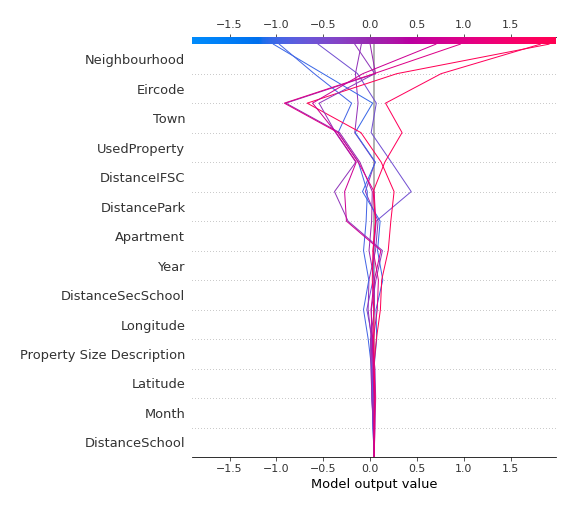 −1.5 −1.0 −0.5 0.0 0.5 1.0 1.5
Neighbourhood
Eircode
Town
UsedProperty
DistanceIFSC
DistancePark
Apartment
Year
DistanceSecSchool
Longitude
Property Size Description
Latitude
Month
DistanceSchool
−1.5 −1.0 −0.5 0.0 0.5 1.0 1.5
Model output value